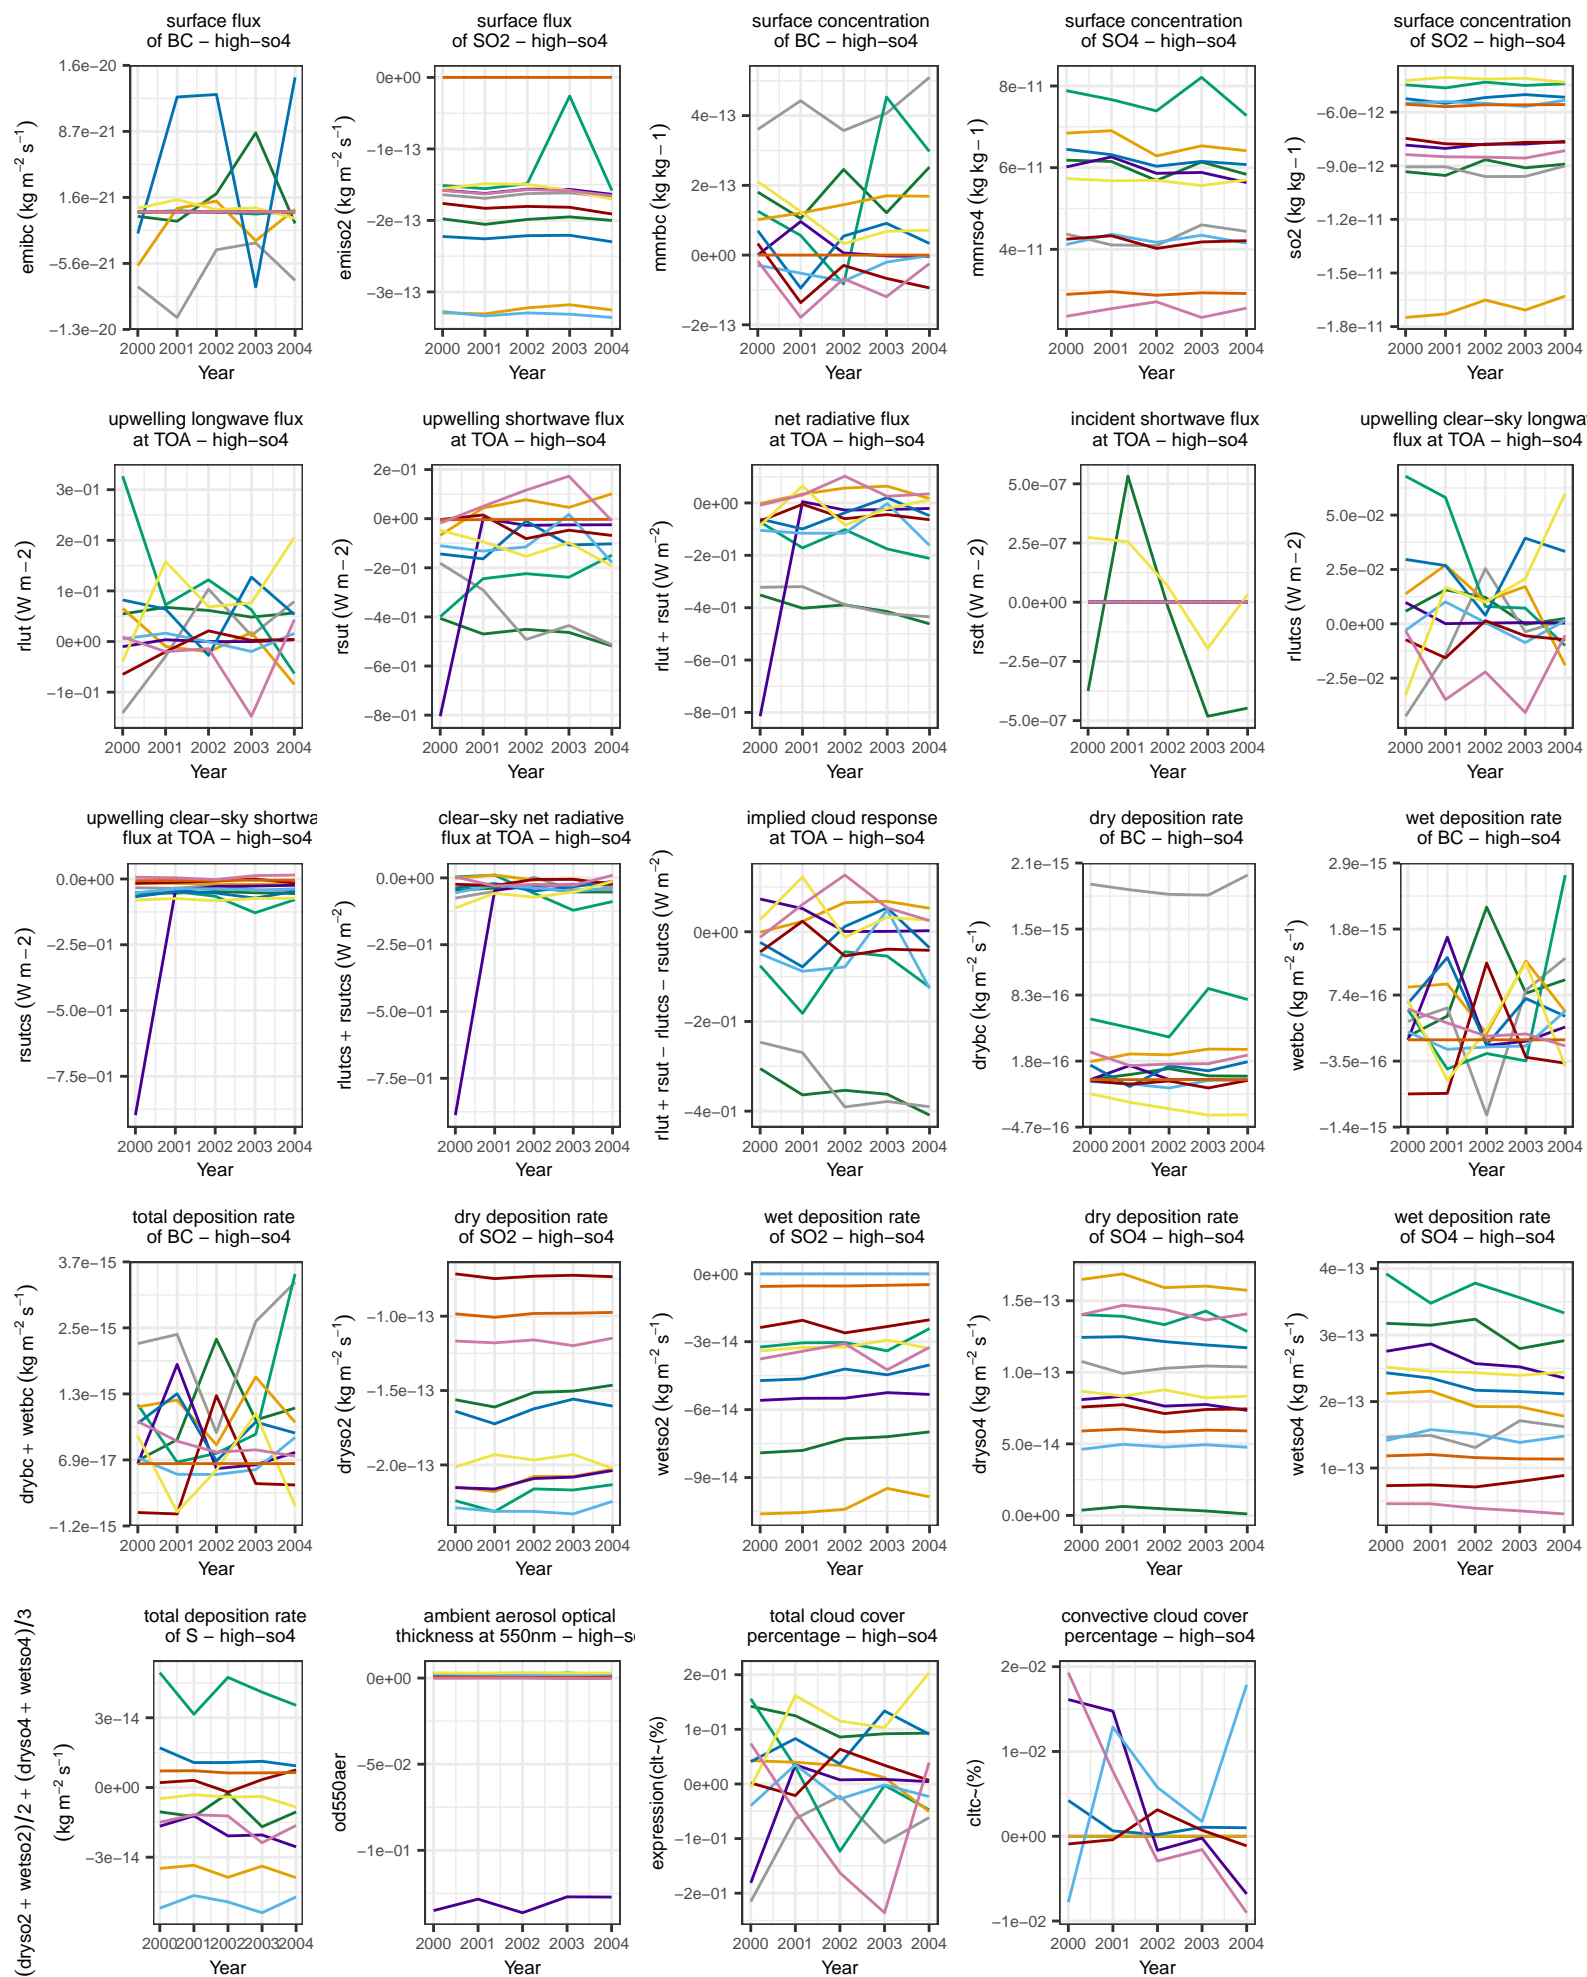 surface flux
of BC − high−so4
surface flux
of SO2 − high−so4
surface concentration
of BC − high−so4
surface concentration
of SO4 − high−so4
surface concentration
of SO2 − high−so4
emibc (kg m−2 s−1)
1.6e−20
8.7e−21
1.6e−21
−5.6e−21
−1.3e−20
2000 2001 2002 2003 2004
Year
emiso2 (kg m−2 s−1)
0e+00
−1e−13
−2e−13
−3e−13
2000 2001 2002 2003 2004
Year
mmrbc (kg kg − 1)
4e−13
2e−13
0e+00
−2e−13
2000 2001 2002 2003 2004
Year
mmrso4 (kg kg − 1)
8e−11
6e−11
4e−11
2000 2001 2002 2003 2004
Year
so2 (kg kg − 1)
−6.0e−12
−9.0e−12
−1.2e−11
−1.5e−11
−1.8e−11
2000 2001 2002 2003 2004
Year
upwelling longwave flux
at TOA − high−so4
upwelling shortwave flux
at TOA − high−so4
net radiative flux
at TOA − high−so4
incident shortwave flux
at TOA − high−so4
upwelling clear−sky longwa
flux at TOA − high−so4
rlut (W m − 2)
3e−01
2e−01
1e−01
0e+00
−1e−01
2000 2001 2002 2003 2004
Year
rsut (W m − 2)
2e−01
0e+00
−2e−01
−4e−01
−6e−01
−8e−01
2000 2001 2002 2003 2004
Year
rlut + rsut (W m−2)
0e+00
−2e−01
−4e−01
−6e−01
−8e−01
2000 2001 2002 2003 2004
Year
rsdt (W m − 2)
5.0e−07
2.5e−07
0.0e+00
−2.5e−07
−5.0e−07
2000 2001 2002 2003 2004
Year
rlutcs (W m − 2)
5.0e−02
2.5e−02
0.0e+00
−2.5e−02
2000 2001 2002 2003 2004
Year
upwelling clear−sky shortwa
flux at TOA − high−so4
clear−sky net radiative
flux at TOA − high−so4
implied cloud response
at TOA − high−so4
dry deposition rate
of BC − high−so4
wet deposition rate
of BC − high−so4
rsutcs (W m − 2)
0.0e+00
−2.5e−01
−5.0e−01
−7.5e−01
2000 2001 2002 2003 2004
Year
rlutcs + rsutcs (W m−2)
0.0e+00
−2.5e−01
−5.0e−01
−7.5e−01
2000 2001 2002 2003 2004
Year
rlut + rsut − rlutcs − rsutcs (W m−2)
0e+00
−2e−01
−4e−01
2000 2001 2002 2003 2004
Year
drybc (kg m−2 s−1)
2.1e−15
1.5e−15
8.3e−16
1.8e−16
−4.7e−16
2000 2001 2002 2003 2004
Year
wetbc (kg m−2 s−1)
2.9e−15
1.8e−15
7.4e−16
−3.5e−16
−1.4e−15
2000 2001 2002 2003 2004
Year
total deposition rate
of BC − high−so4
dry deposition rate
of SO2 − high−so4
wet deposition rate
of SO2 − high−so4
dry deposition rate
of SO4 − high−so4
wet deposition rate
of SO4 − high−so4
drybc + wetbc (kg m−2 s−1)
3.7e−15
2.5e−15
1.3e−15
6.9e−17
−1.2e−15
2000 2001 2002 2003 2004
Year
dryso2 (kg m−2 s−1)
−1.0e−13
−1.5e−13
−2.0e−13
2000 2001 2002 2003 2004
Year
wetso2 (kg m−2 s−1)
0e+00
−3e−14
−6e−14
−9e−14
2000 2001 2002 2003 2004
Year
dryso4 (kg m−2 s−1)
1.5e−13
1.0e−13
5.0e−14
0.0e+00
2000 2001 2002 2003 2004
Year
wetso4 (kg m−2 s−1)
4e−13
3e−13
2e−13
1e−13
2000 2001 2002 2003 2004
Year
total deposition rate
of S − high−so4
ambient aerosol optical
thickness at 550nm − high−so
total cloud cover
percentage − high−so4
convective cloud cover
percentage − high−so4
(dryso2 + wetso2)/2 + (dryso4 + wetso4)/3
(kg m−2 s−1)
3e−14
0e+00
−3e−14
2000 2001 2002 2003 2004
Year
od550aer
0e+00
−5e−02
−1e−01
2000 2001 2002 2003 2004
Year
expression(clt~(%)
2e−01
1e−01
0e+00
−1e−01
−2e−01
2000 2001 2002 2003 2004
Year
cltc~(%)
2e−02
1e−02
0e+00
−1e−02
2000 2001 2002 2003 2004
Year